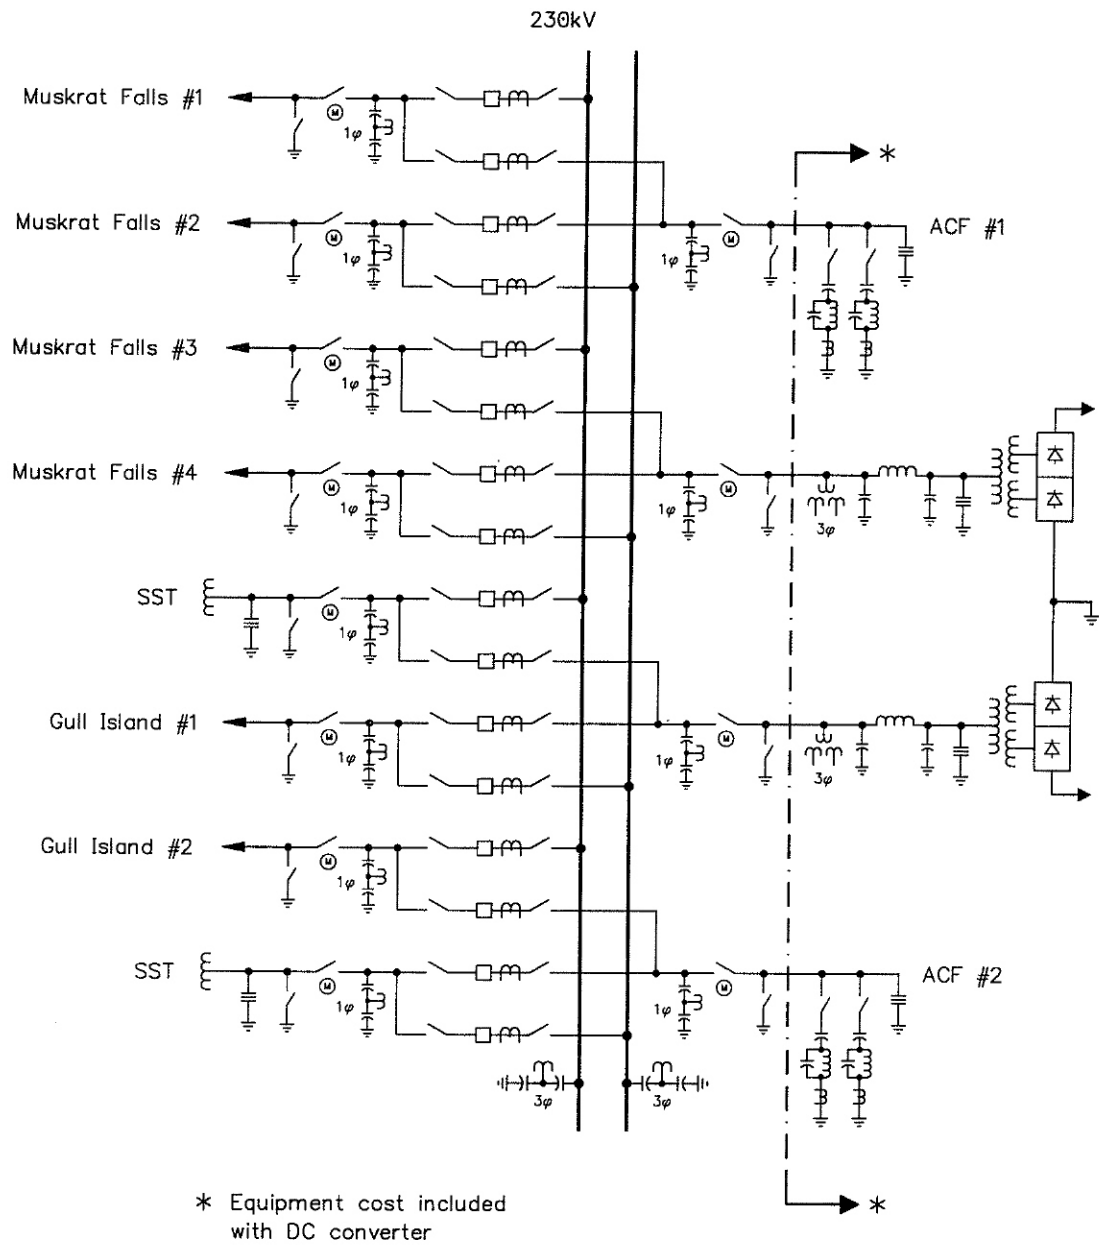 230kV
Muskrat Falls #1
M
1φ
*
Muskrat Falls #2
M
1φ
1φ
M
ACF #1
Muskrat Falls #3
M
1φ
Muskrat Falls #4
M
1φ
1φ
M
3φ
SST
M
1φ
Gull Island #1
M
1φ
1φ
M
3φ
Gull Island #2
M
1φ
SST
M
1φ
1φ
M
ACF #2
3φ
3φ
*
* Equipment cost included
with DC converter